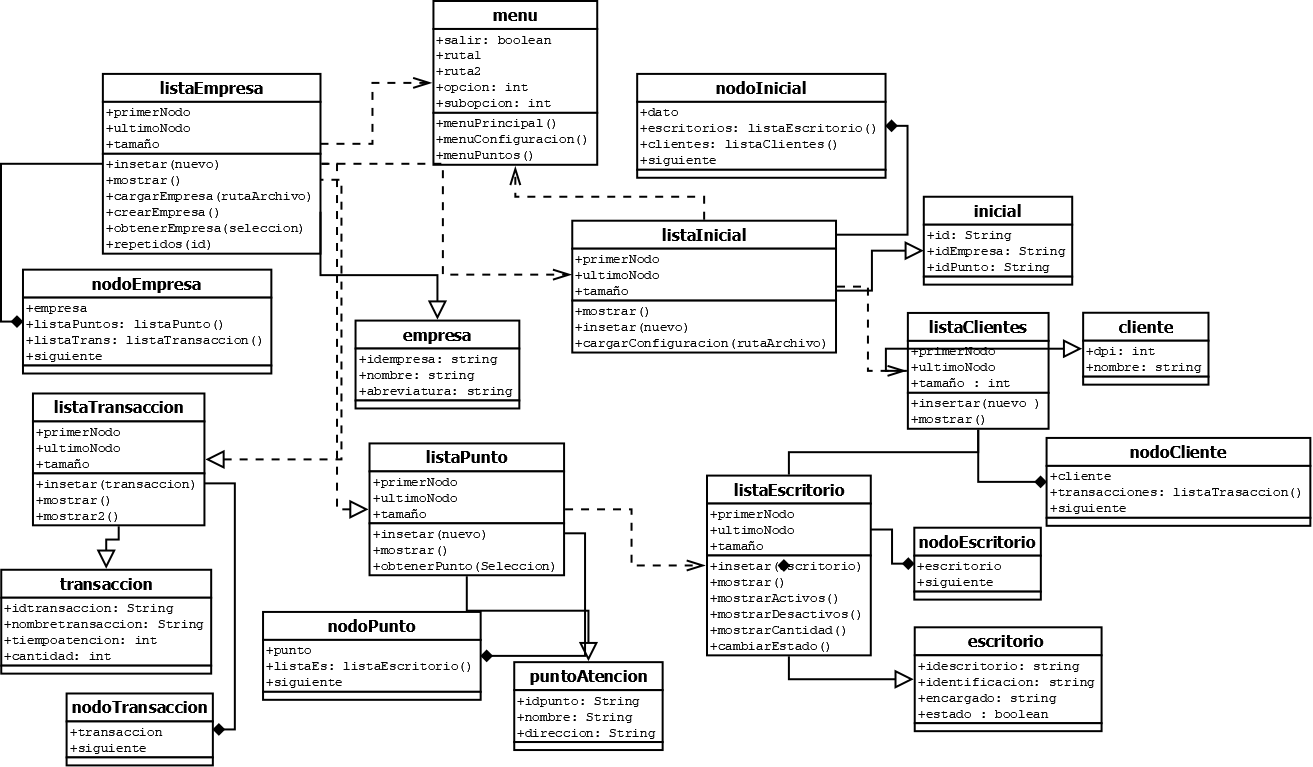 menu
+salir: boolean
+ruta1
+ruta2
+opcion: int
+subopcion: int
+menuPrincipal()
+menuConfiguracion()
+menuPuntos()
listaEmpresa
+primerNodo
+ultimoNodo
+tamaño
+insetar(nuevo)
+mostrar()
+cargarEmpresa(rutaArchivo)
+crearEmpresa()
+obtenerEmpresa(seleccion)
+repetidos(id)
nodoInicial
+dato
+escritorios: listaEscritorio()
+clientes: listaClientes()
+siguiente
inicial
+id: String
+idEmpresa: String
+idPunto: String
listaInicial
+primerNodo
+ultimoNodo
+tamaño
+mostrar()
+insetar(nuevo)
+cargarConfiguracion(rutaArchivo)
nodoEmpresa
+empresa
+listaPuntos: listaPunto()
+listaTrans: listaTransaccion()
+siguiente
empresa
+idempresa: string
+nombre: string
+abreviatura: string
listaClientes
+primerNodo
+ultimoNodo
+tamaño : int
+insertar(nuevo )
+mostrar()
cliente
+dpi: int
+nombre: string
listaTransaccion
+primerNodo
+ultimoNodo
+tamaño
+insetar(transaccion)
+mostrar()
+mostrar2()
listaPunto
+primerNodo
+ultimoNodo
+tamaño
+insetar(nuevo)
+mostrar()
+obtenerPunto(Seleccion)
nodoCliente
+cliente
+transacciones: listaTrasaccion()
+siguiente
listaEscritorio
+primerNodo
+ultimoNodo
+tamaño
+insetar(escritorio)
+mostrar()
+mostrarActivos()
+mostrarDesactivos()
+mostrarCantidad()
+cambiarEstado()
nodoEscritorio
+escritorio
+siguiente
transaccion
+idtransaccion: String
+nombretransaccion: String
+tiempoatencion: int
+cantidad: int
nodoPunto
+punto
+listaEs: listaEscritorio()
+siguiente
escritorio
+idescritorio: string
+identificacion: string
+encargado: string
+estado : boolean
puntoAtencion
+idpunto: String
+nombre: String
+direccion: String
nodoTransaccion
+transaccion
+siguiente